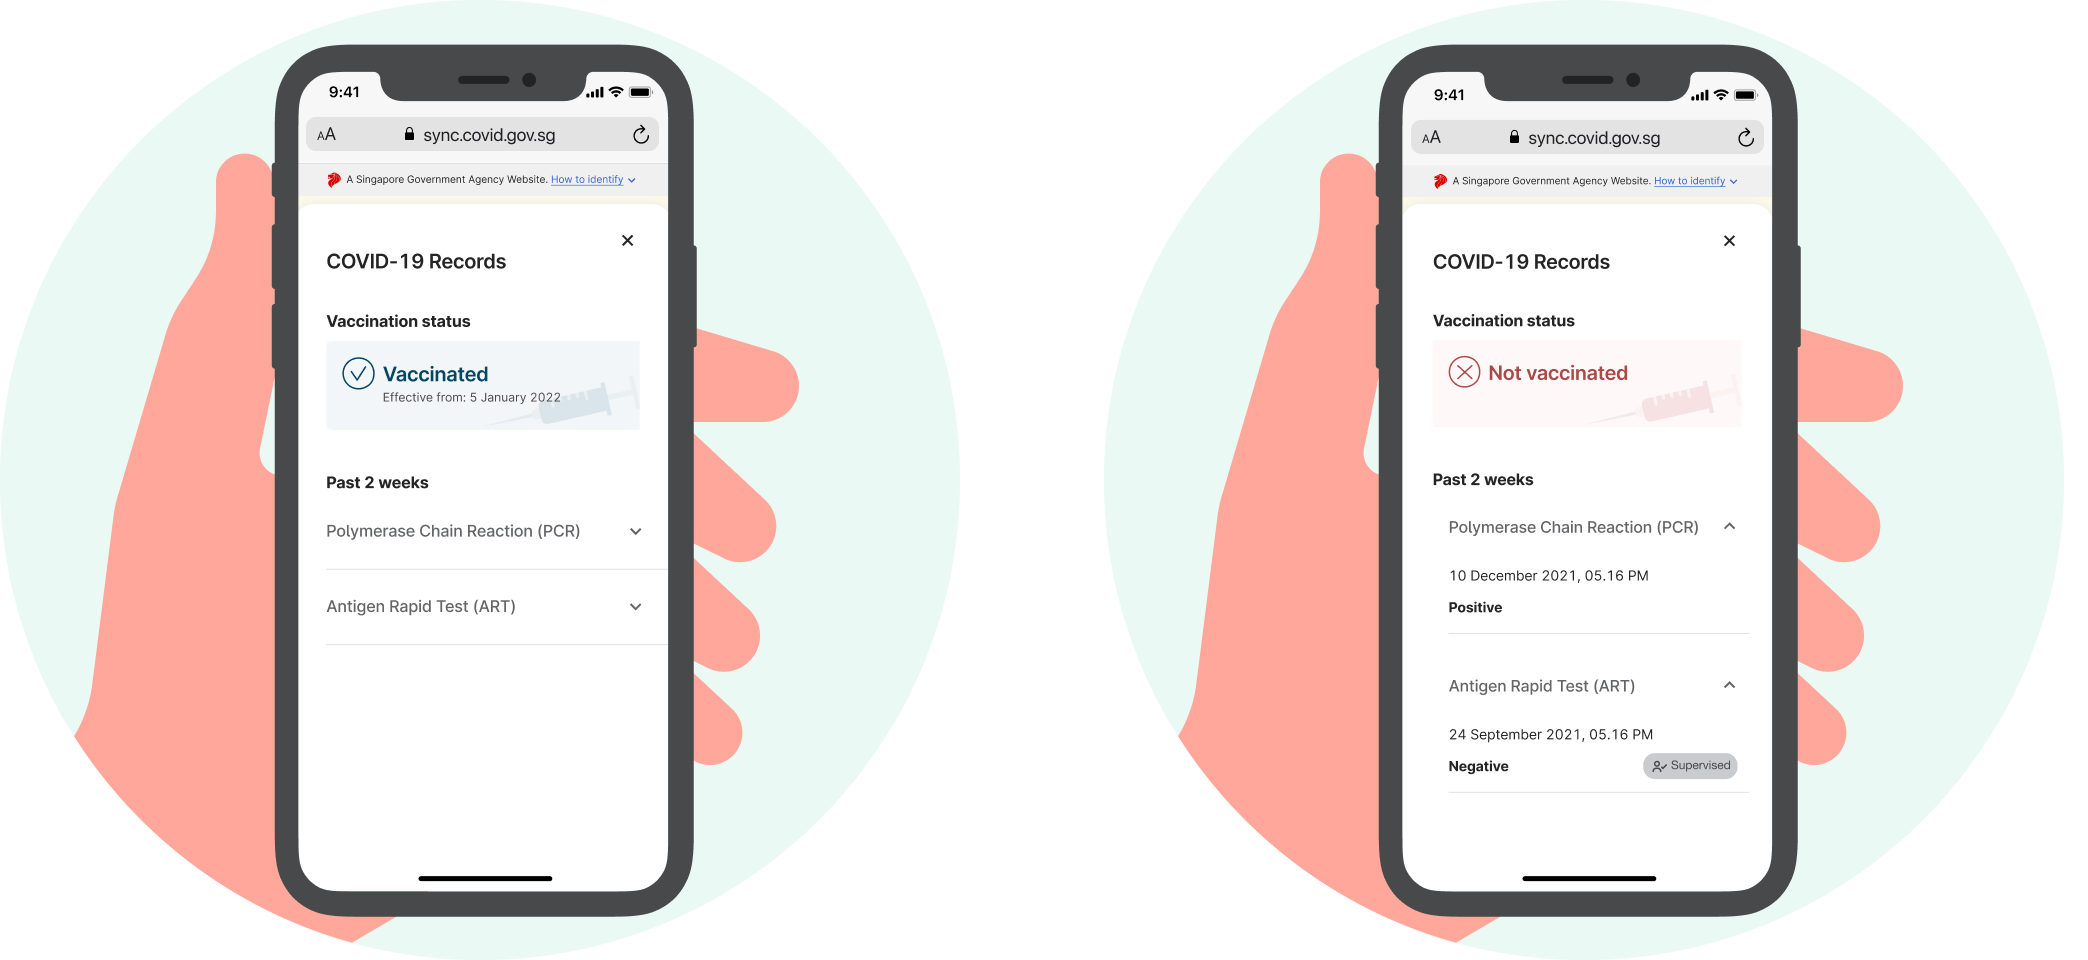 9:41
AA sync.covid.gov.sg
A Singapore Government Agency Website. How to identify
COVID-19 Records
Vaccination status
Vaccinated
Effective from: 5 January 2022
Past 2 weeks
Polymerase Chain Reaction (PCR)
Antigen Rapid Test (ART)
9:41
AA sync.covid.gov.sg
A Singapore Government Agency Website. How to identify
COVID-19 Records
Vaccination status
Not vaccinated
Past 2 weeks
Polymerase Chain Reaction (PCR)
10 December 2021, 05.16 PM
Positive
Antigen Rapid Test (ART)
24 September 2021, 05.16 PM
Negative Supervised